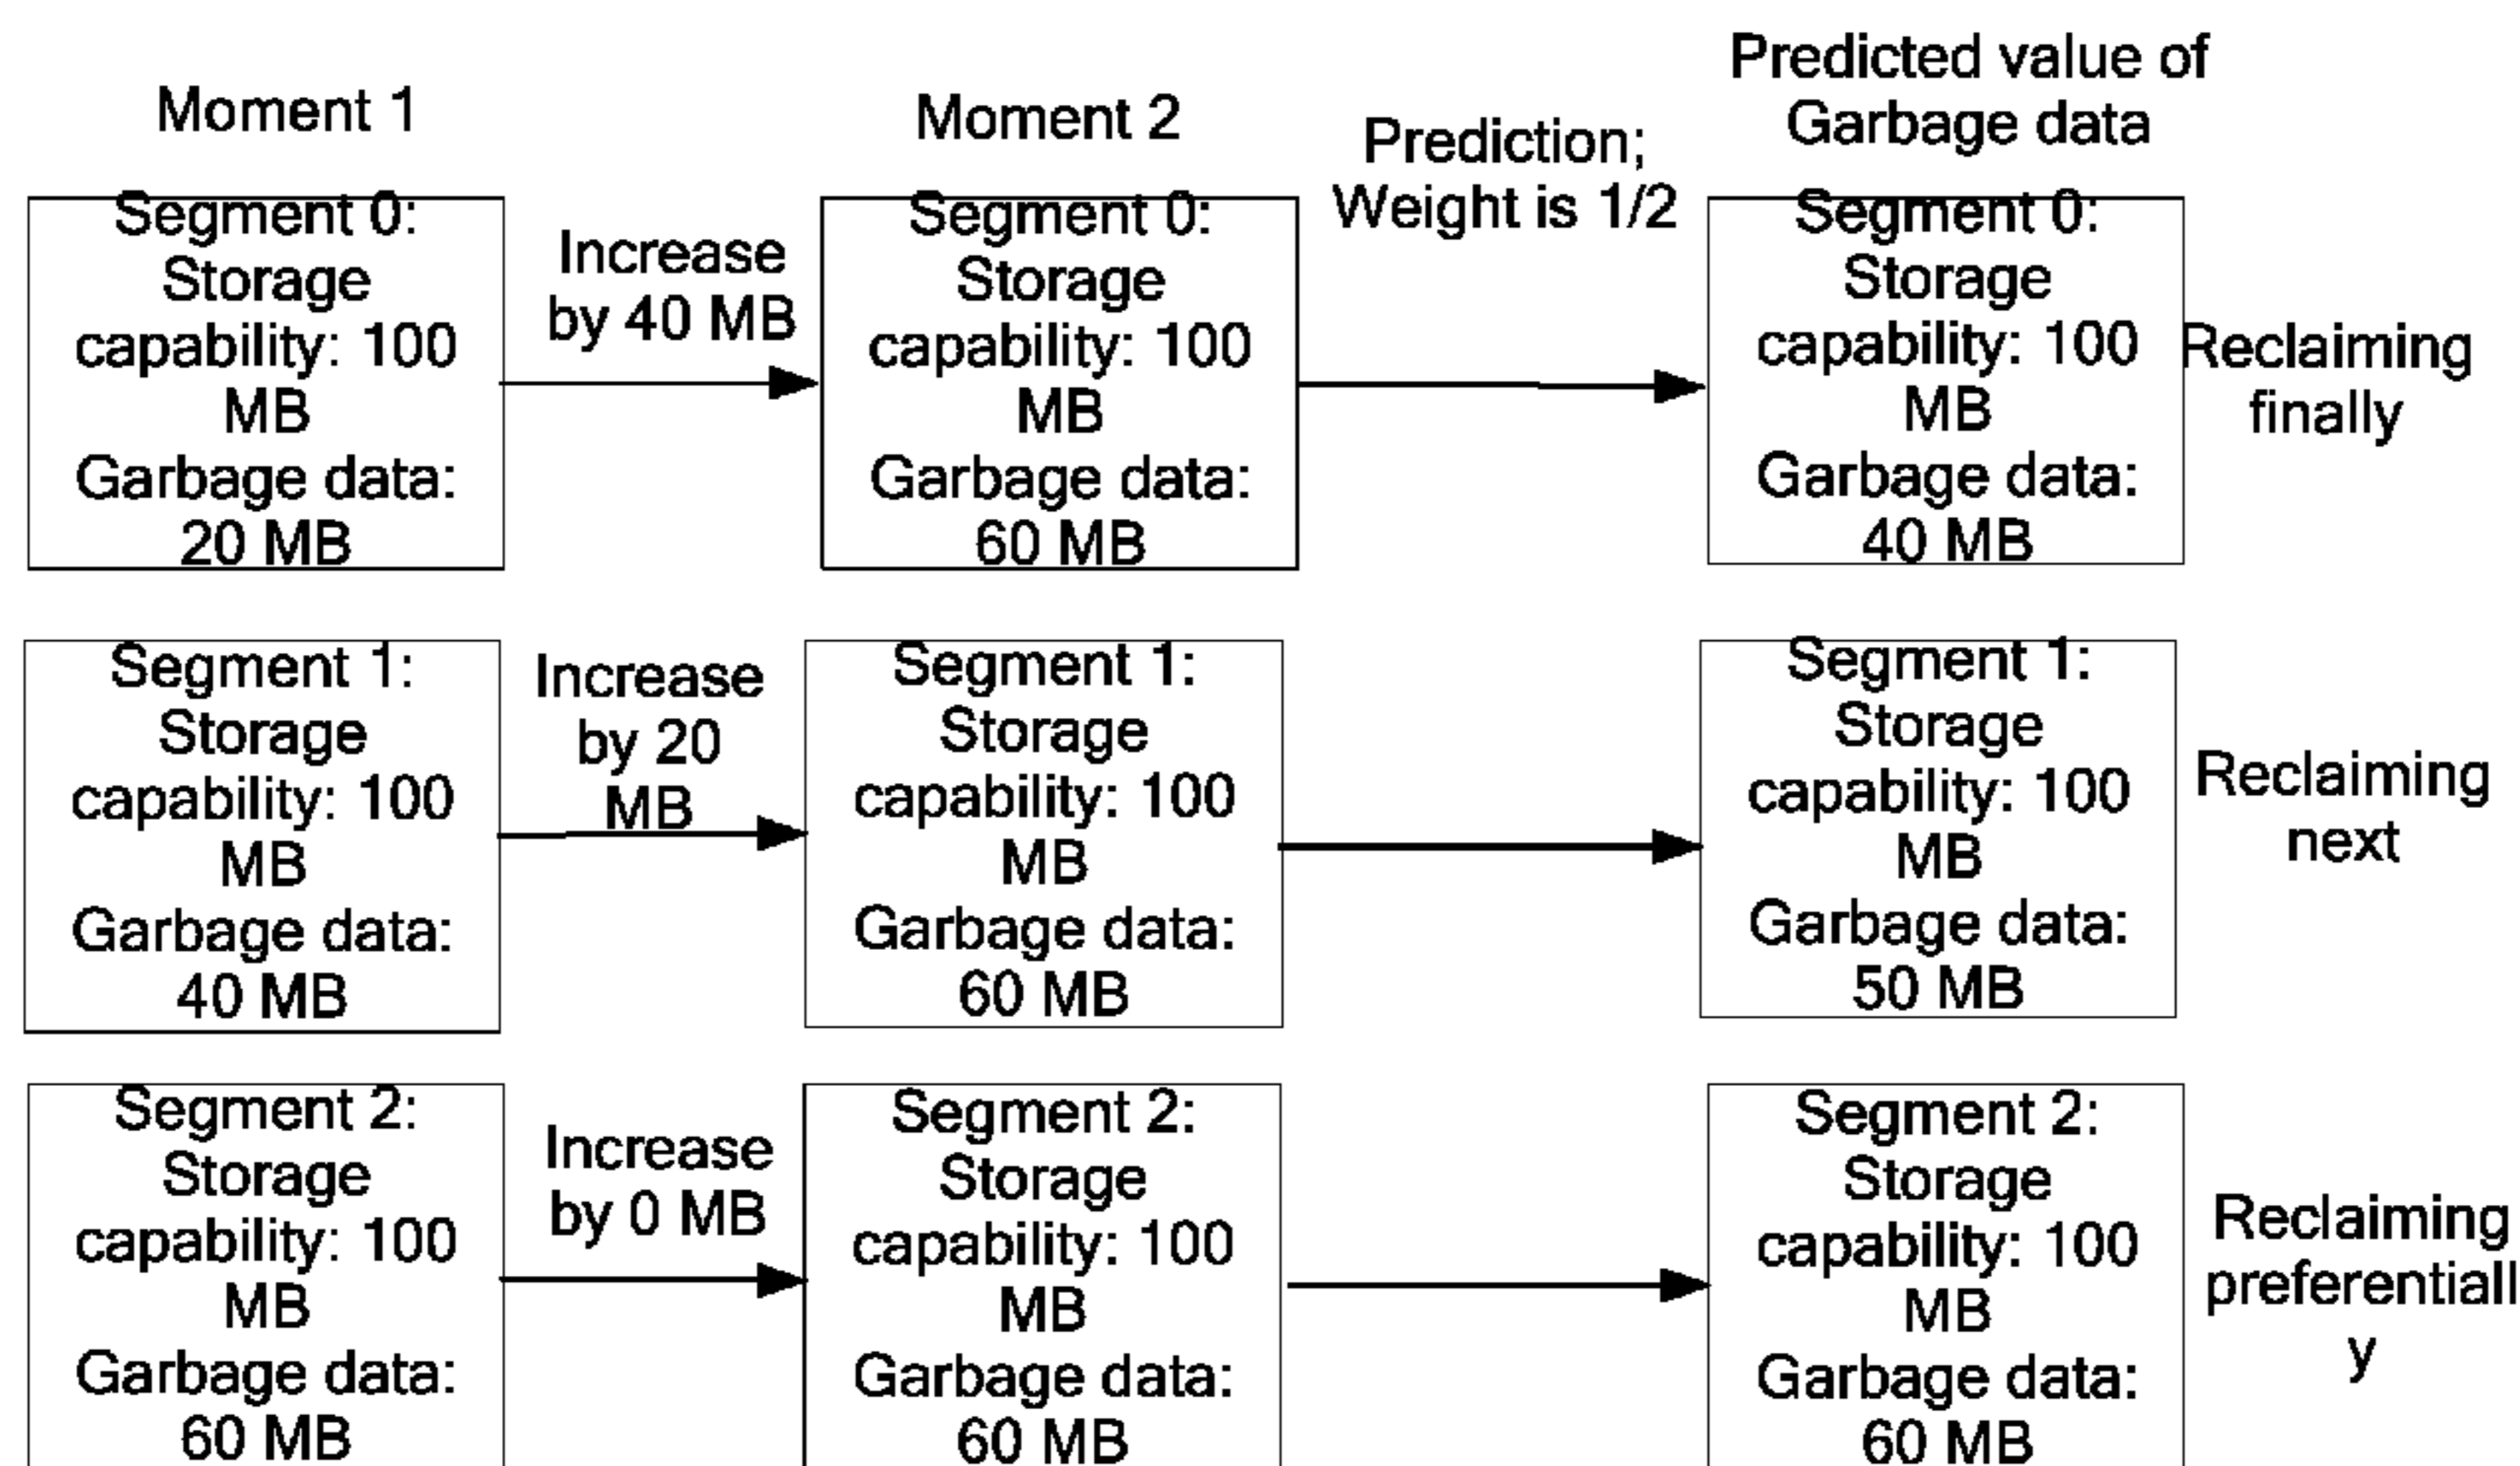 Moment 1
Moment 2
Prediction;
Weight is 1/2
Predicted value of
Garbage data
Segment 0:
Storage
capability: 100
MB
Garbage data:
20 MB
Increase
by 40 MB
Segment 0:
Storage
capability: 100
MB
Garbage data:
60 MB
Segment 0:
Storage
capability: 100
MB
Garbage data:
40 MB
Reclaiming
finally
Segment 1:
Storage
capability: 100
MB
Garbage data:
40 MB
Increase
by 20
MB
Segment 1:
Storage
capability: 100
MB
Garbage data:
60 MB
Segment 1:
Storage
capability: 100
MB
Garbage data:
50 MB
Reclaiming
next
Segment 2:
Storage
capability: 100
MB
Garbage data:
60 MB
Increase
by 0 MB
Segment 2:
Storage
capability: 100
MB
Garbage data:
60 MB
Segment 2:
Storage
capability: 100
MB
Garbage data:
60 MB
Reclaiming
preferentiall
y